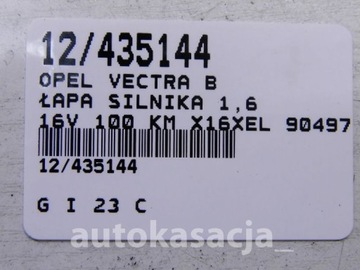 12/435144
OPEL VECTRA B
ŁAPA SILNIKA 1,6
16V 100 KM X16XEL 90497
12/435144
G I 23 C
autokasacja